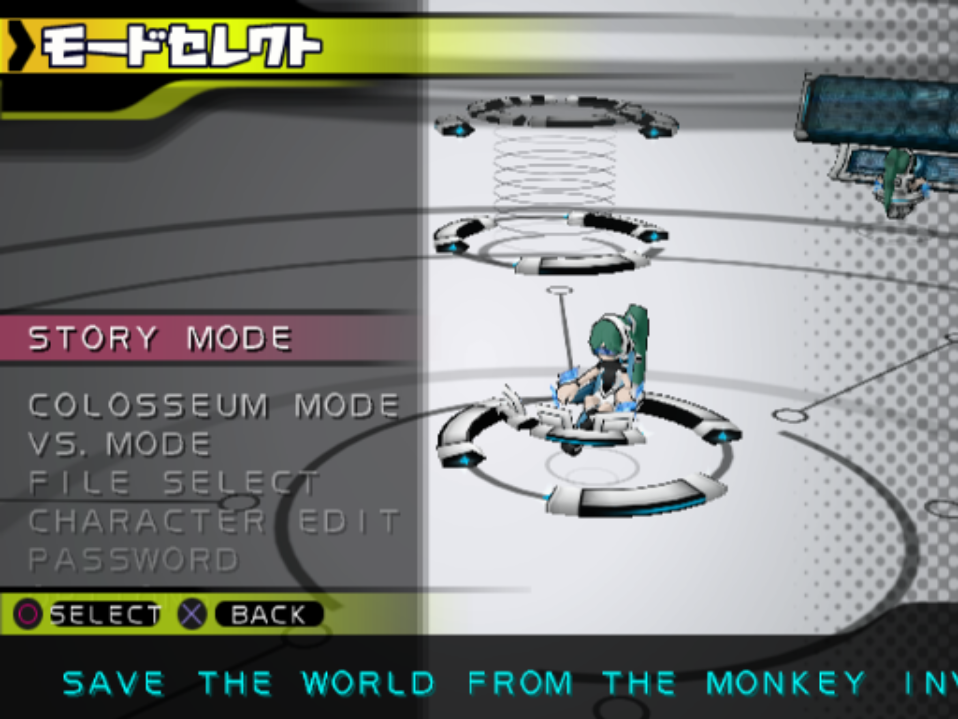 モードセレクト
STORY MODE
COLOSSEUM MODE
VS. MODE
FILE SELECT
CHARACTER EDIT
PASSWORD
SELECT BACK
SAVE THE WORLD FROM THE MONKEY